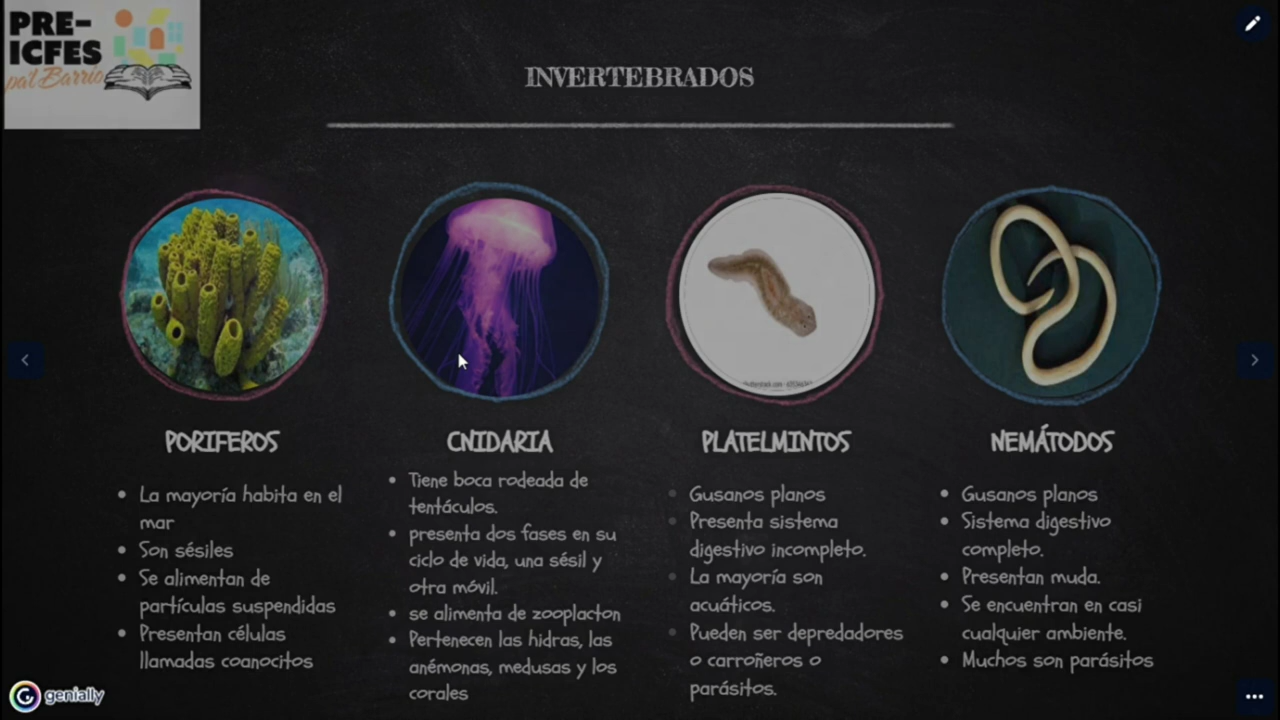 PRE-
ICFES
pa'l Barrio
INVERTEBRADOS
PORIFEROS
La mayoría habita en el
mar
Son sésiles
Se alimentan de
partículas suspendidas
Presentan células
llamadas coanocitos
CNIDARIA
Tiene boca rodeada de
tentáculos.
presenta dos fases en su
ciclo de vida, una sésil y
otra móvil.
se alimenta de zooplacton
Pertenecen las hidras, las
anémonas, medusas y los
corales
PLATELMINTOS
Gusanos planos
Presenta sistema
digestivo incompleto.
La mayoría son
acuáticos.
Pueden ser depredadores
o carroñeros o
parásitos.
NEMÁTODOS
Gusanos planos
Sistema digestivo
completo.
Presentan muda.
Se encuentran en casi
cualquier ambiente.
Muchos son parásitos
genially